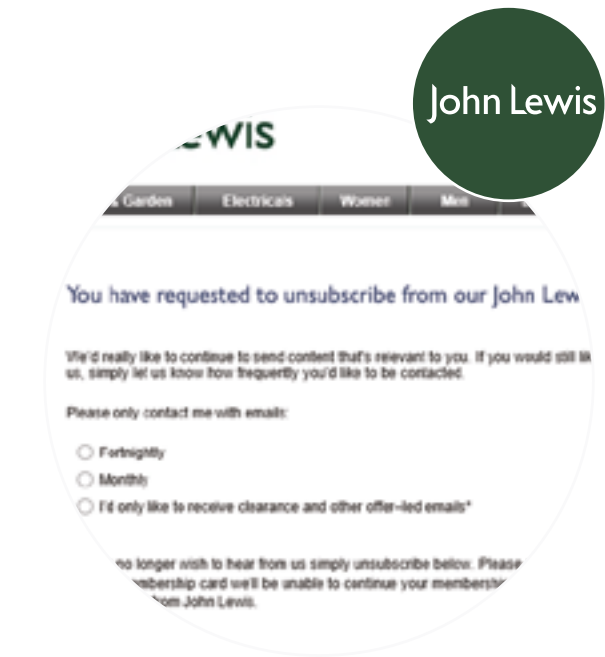 John Lewis
ewis
& Garden Electricals Women Men
You have requested to unsubscribe from our John Lew
We'd really like to continue to send content that's relevant to you. If you would still lik
us, simply let us know how frequently you'd like to be contacted.
Please only contact me with emails:
Fortnightly
Monthly
I'd only like to receive clearance and other offer-led emails*
no longer wish to hear from us simply unsubscribe below. Please
mbership card we'll be unable to continue your membersh
from John Lewis.